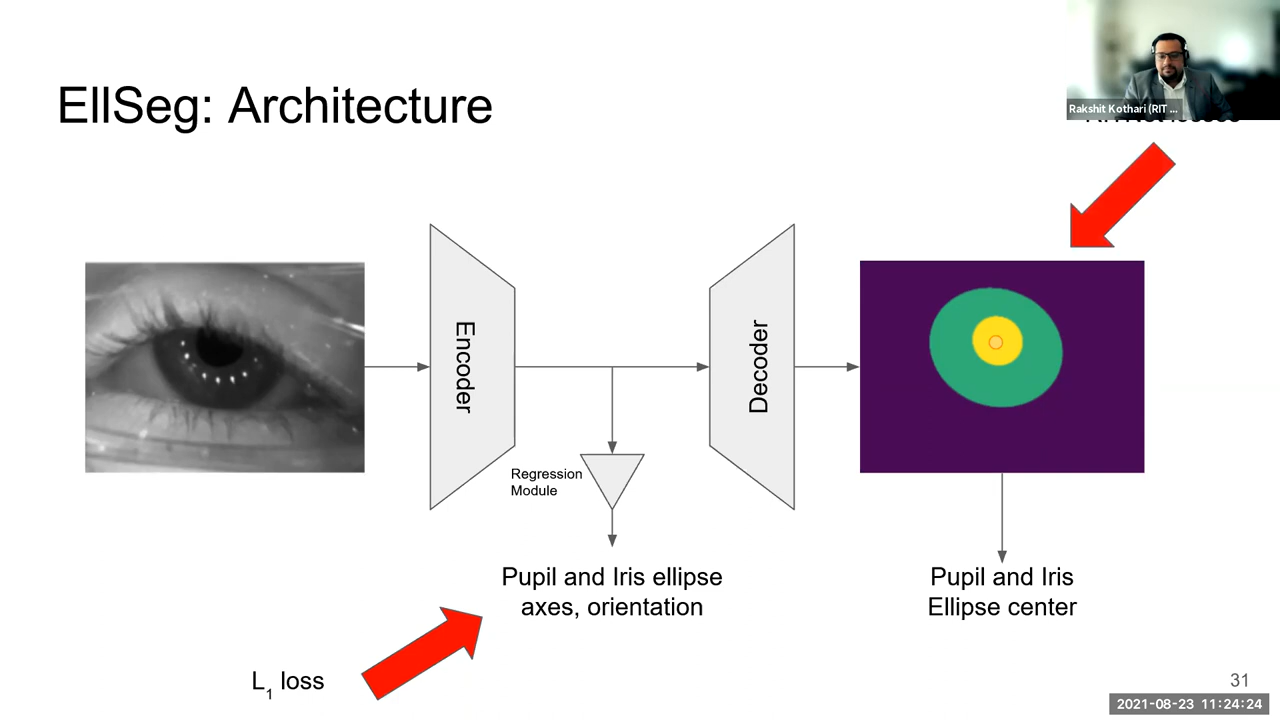 EllSeg: Architecture
Rakshit Kothari (RIT ...
Encoder
Decoder
Regression
Module
Pupil and Iris ellipse
axes, orientation
Pupil and Iris
Ellipse center
L1 loss
31
2021-08-23 11:24:24